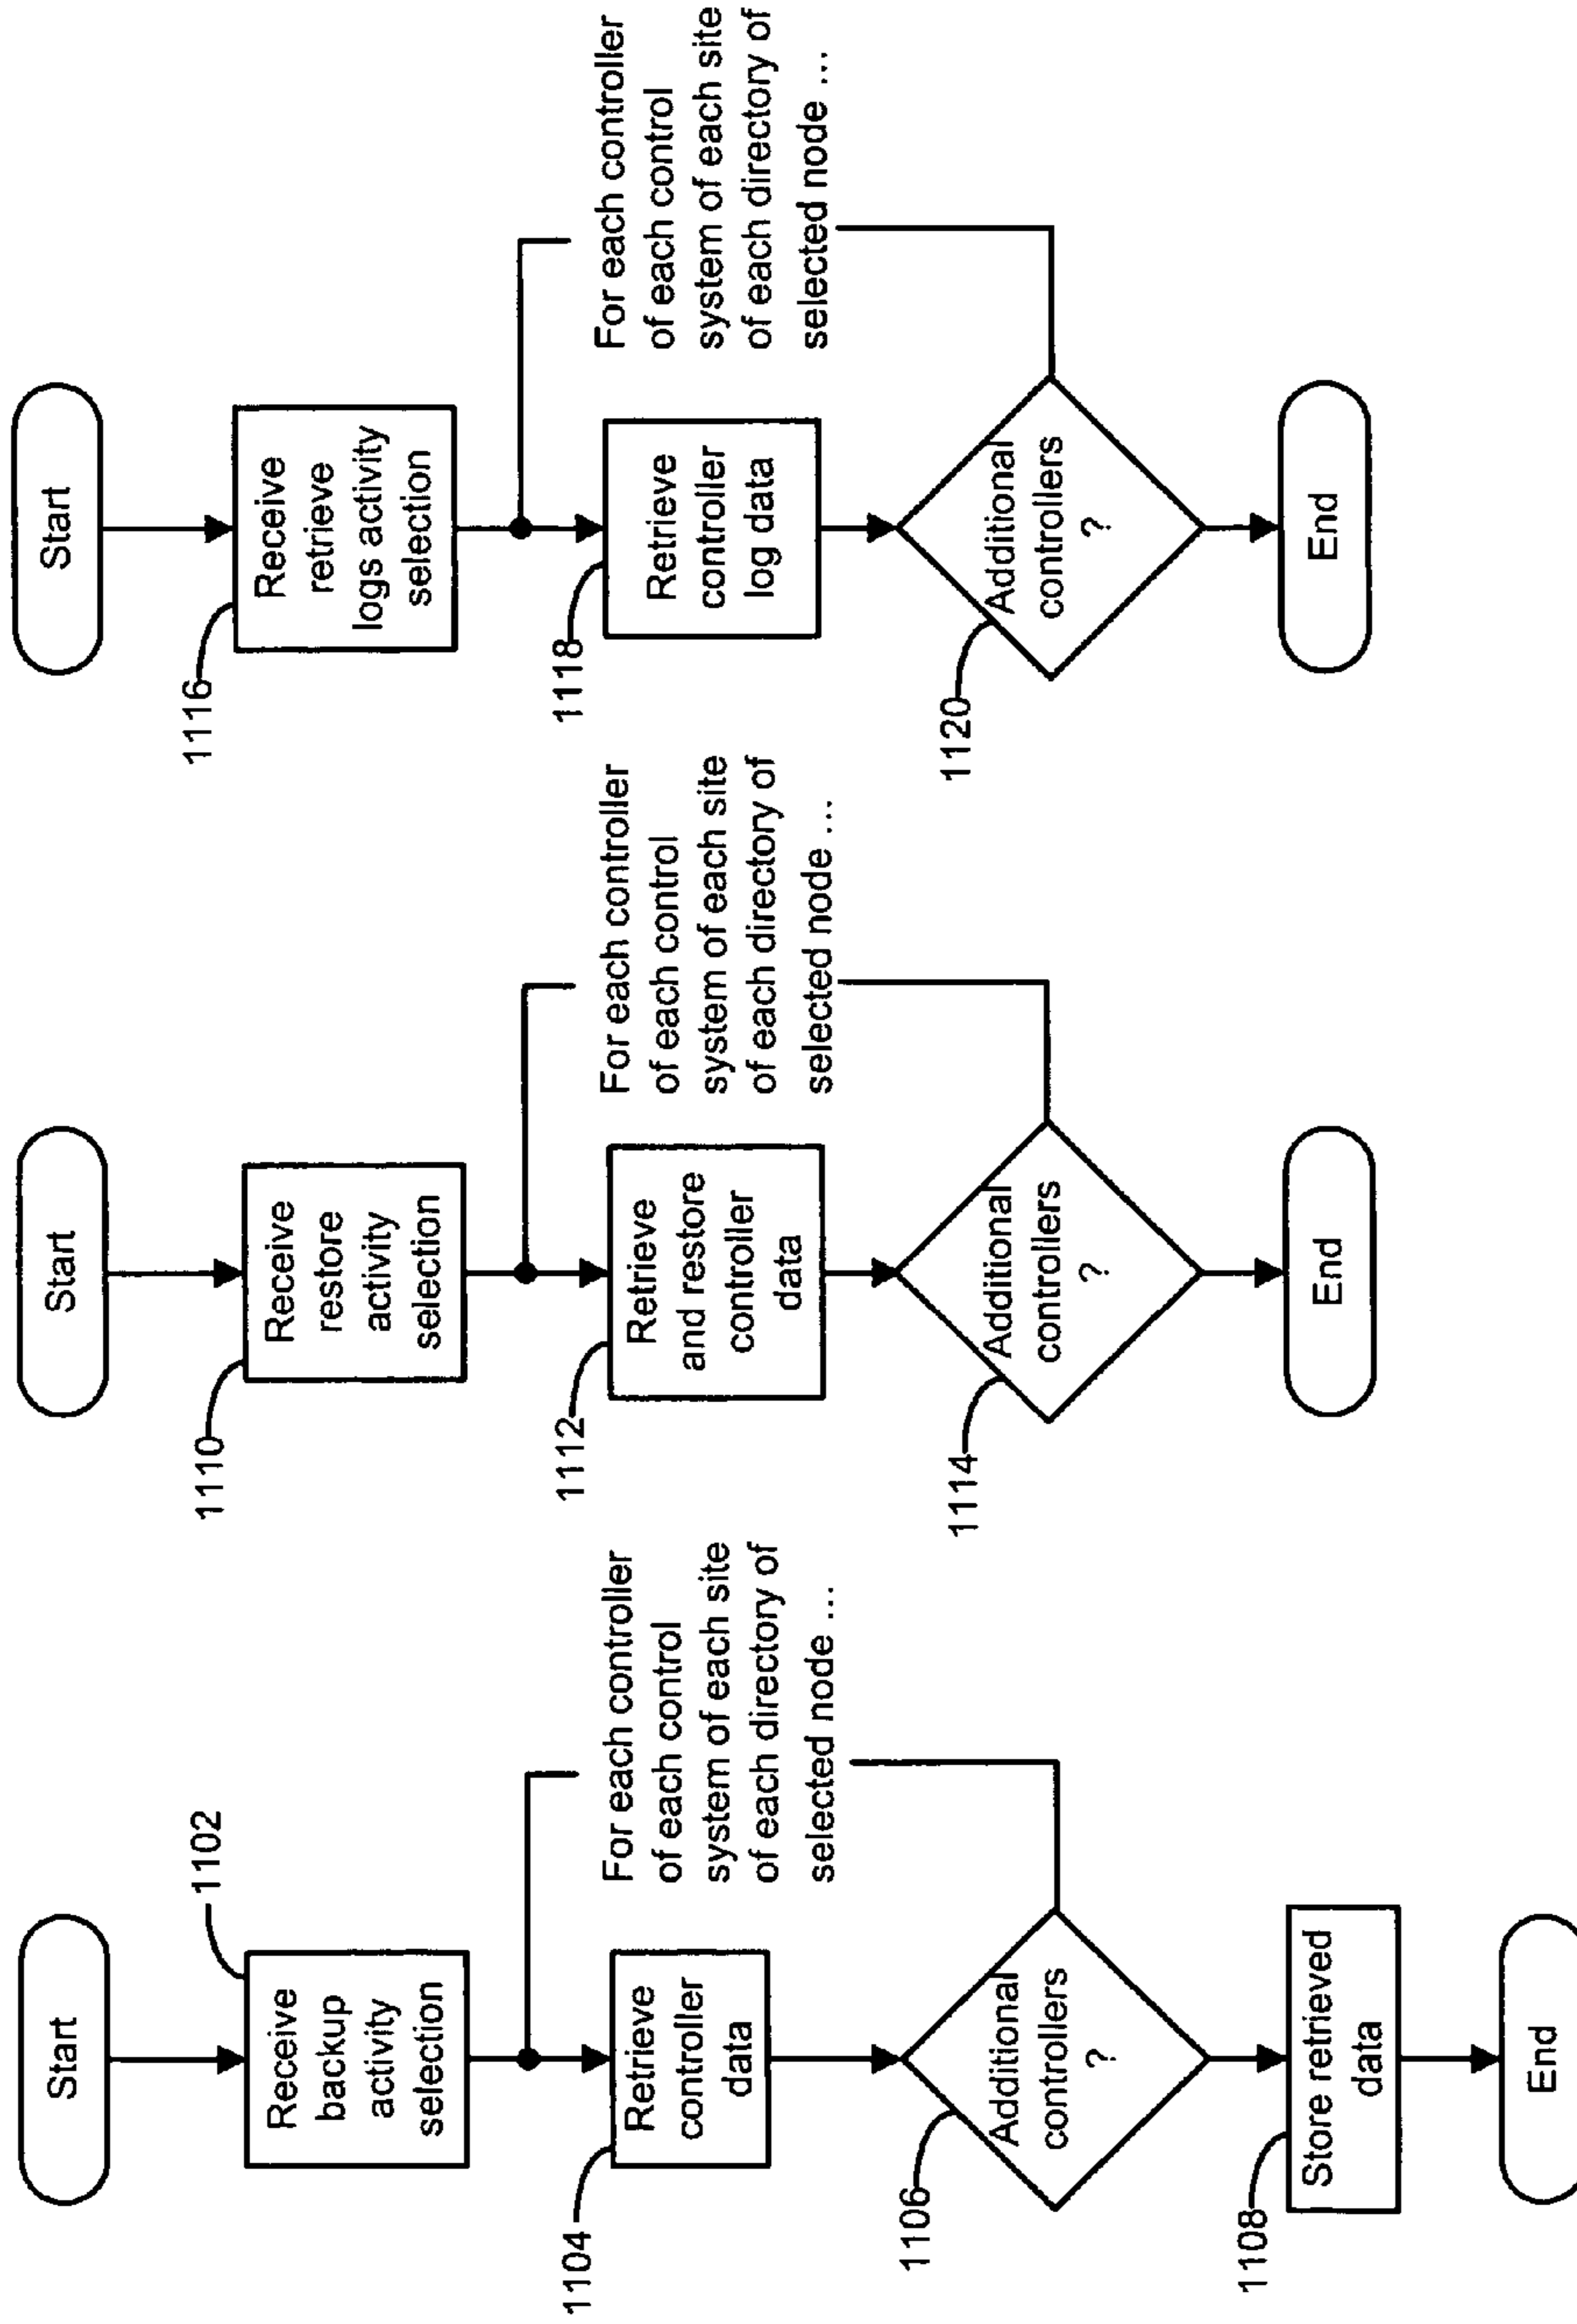 Start
1102
Receive
backup
activity
selection
For each controller
of each control
system of each site
of each directory of
selected node ...
1104
Retrieve
controller
data
1106
Additional
controllers
?
1108
Store retrieved
data
End
Start
1110
Receive
restore
activity
selection
For each controller
of each control
system of each site
of each directory of
selected node ...
1112
Retrieve
and restore
controller
data
1114
Additional
controllers
?
End
Start
1116
Receive
retrieve
logs activity
selection
For each controller
of each control
system of each site
of each directory of
selected node ...
1118
Retrieve
controller
log data
1120
Additional
controllers
?
End